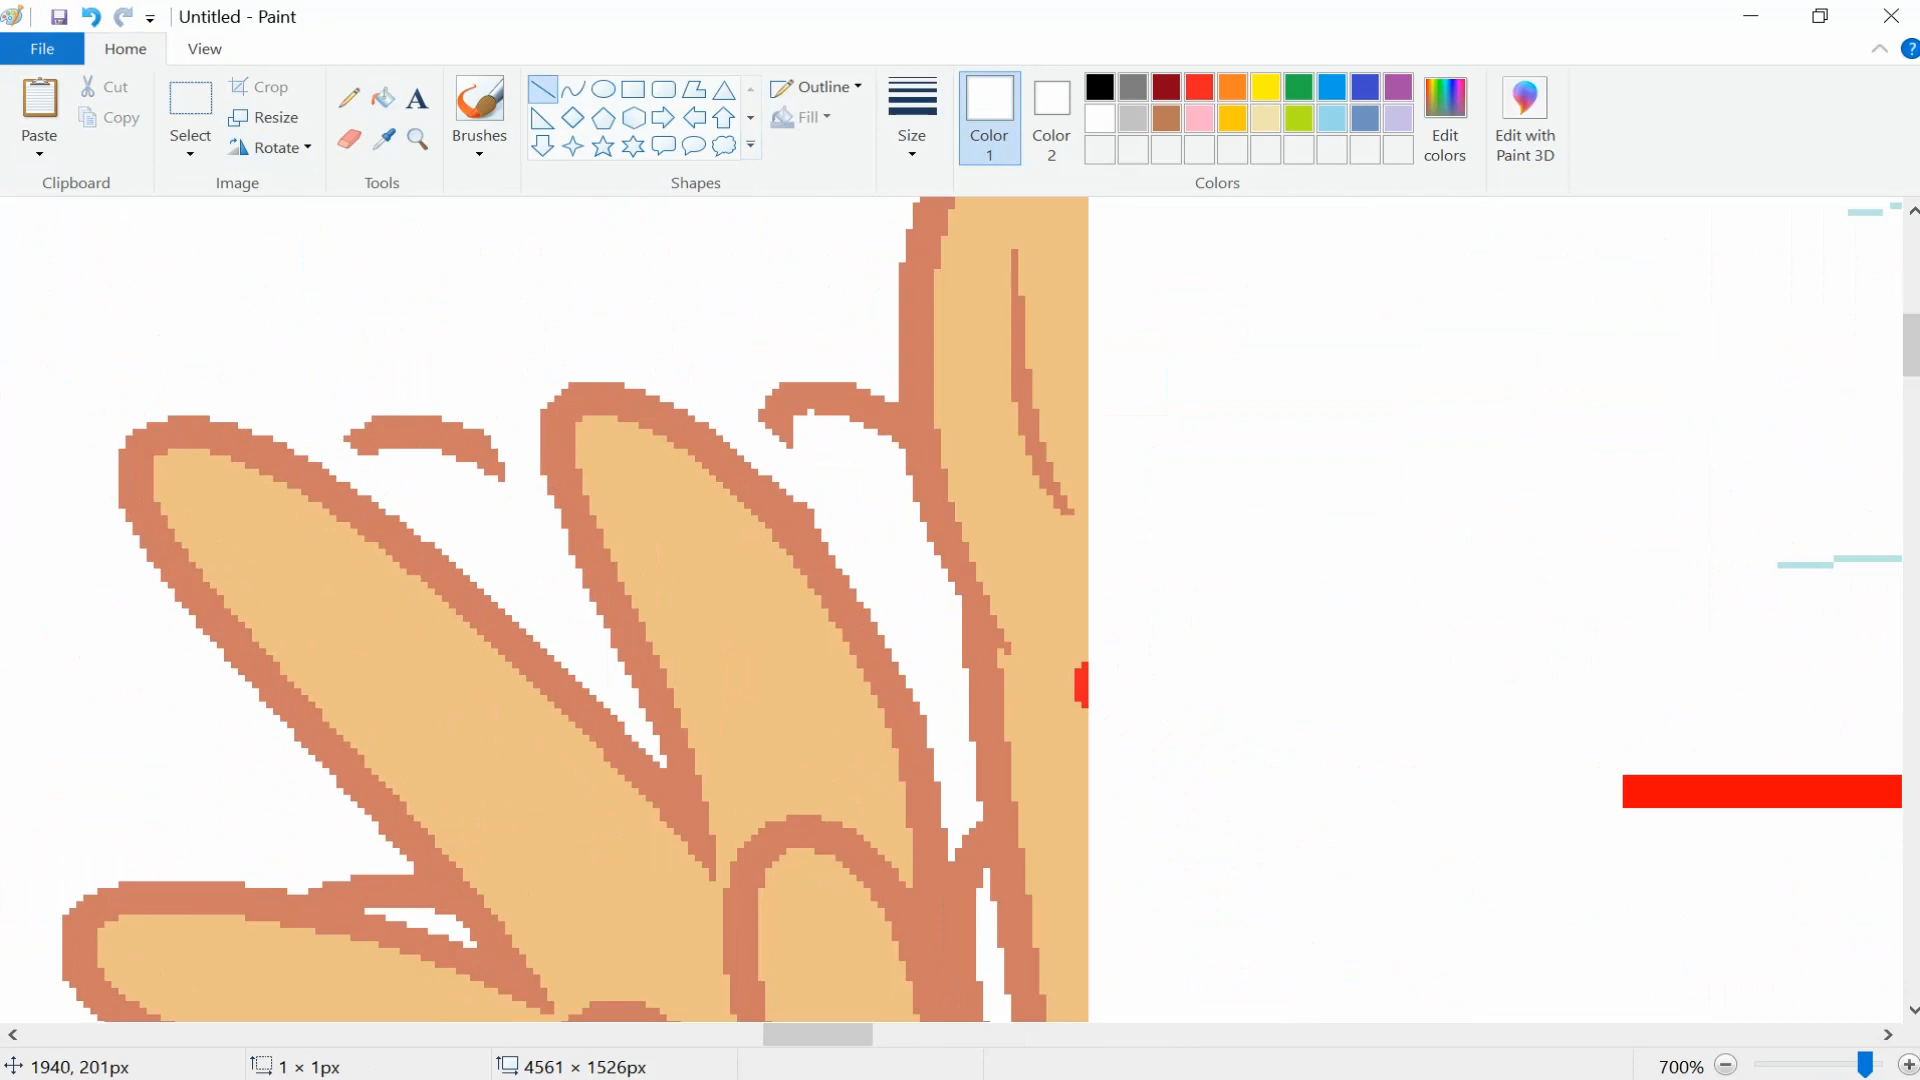 Untitled - Paint
File Home View
Paste
Cut
Copy
Clipboard
Select
Crop
Resize
Rotate
Image
A
Tools
Brushes
Outline
Fill
Shapes
Size
Color
1
Color
2
Edit
colors
Colors
Edit with
Paint 3D
?
1940, 201px
1 × 1px
4561 × 1526px
700%